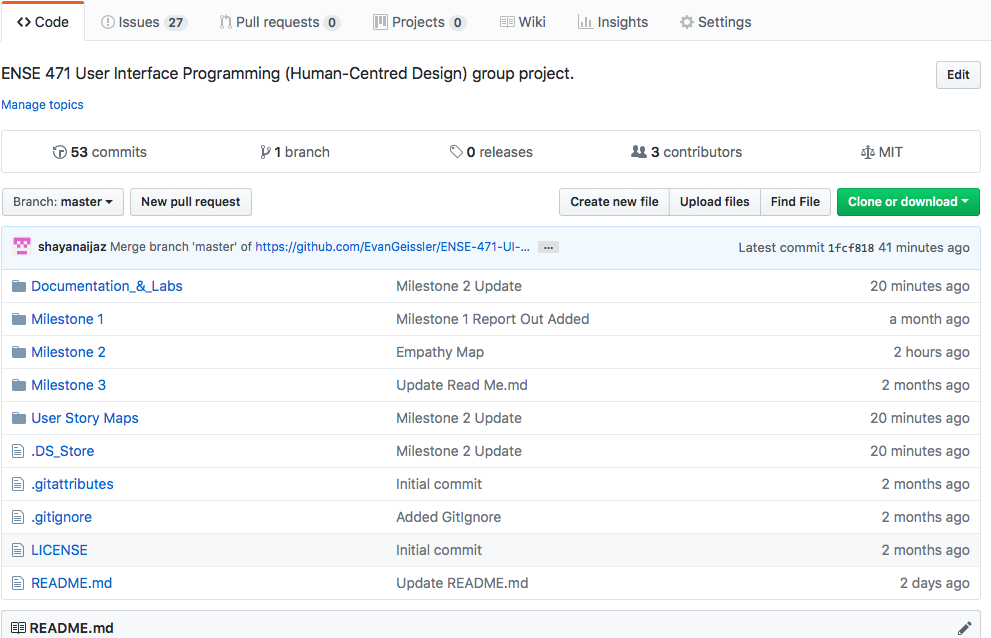 Code Issues 27 Pull requests 0 Projects 0 Wiki Insights Settings
ENSE 471 User Interface Programming (Human-Centred Design) group project. Edit
Manage topics
53 commits 1 branch 0 releases 3 contributors MIT
Branch: master New pull request Create new file Upload files Find File Clone or download
shayanaijaz Merge branch 'master' of https://github.com/EvanGeissler/ENSE-471-UI-... ... Latest commit 1fcf818 41 minutes ago
Documentation_&_Labs Milestone 2 Update 20 minutes ago
Milestone 1 Milestone 1 Report Out Added a month ago
Milestone 2 Empathy Map 2 hours ago
Milestone 3 Update Read Me.md 2 months ago
User Story Maps Milestone 2 Update 20 minutes ago
.DS_Store Milestone 2 Update 20 minutes ago
.gitattributes Initial commit 2 months ago
.gitignore Added GitIgnore 2 months ago
LICENSE Initial commit 2 months ago
README.md Update README.md 2 days ago
README.md